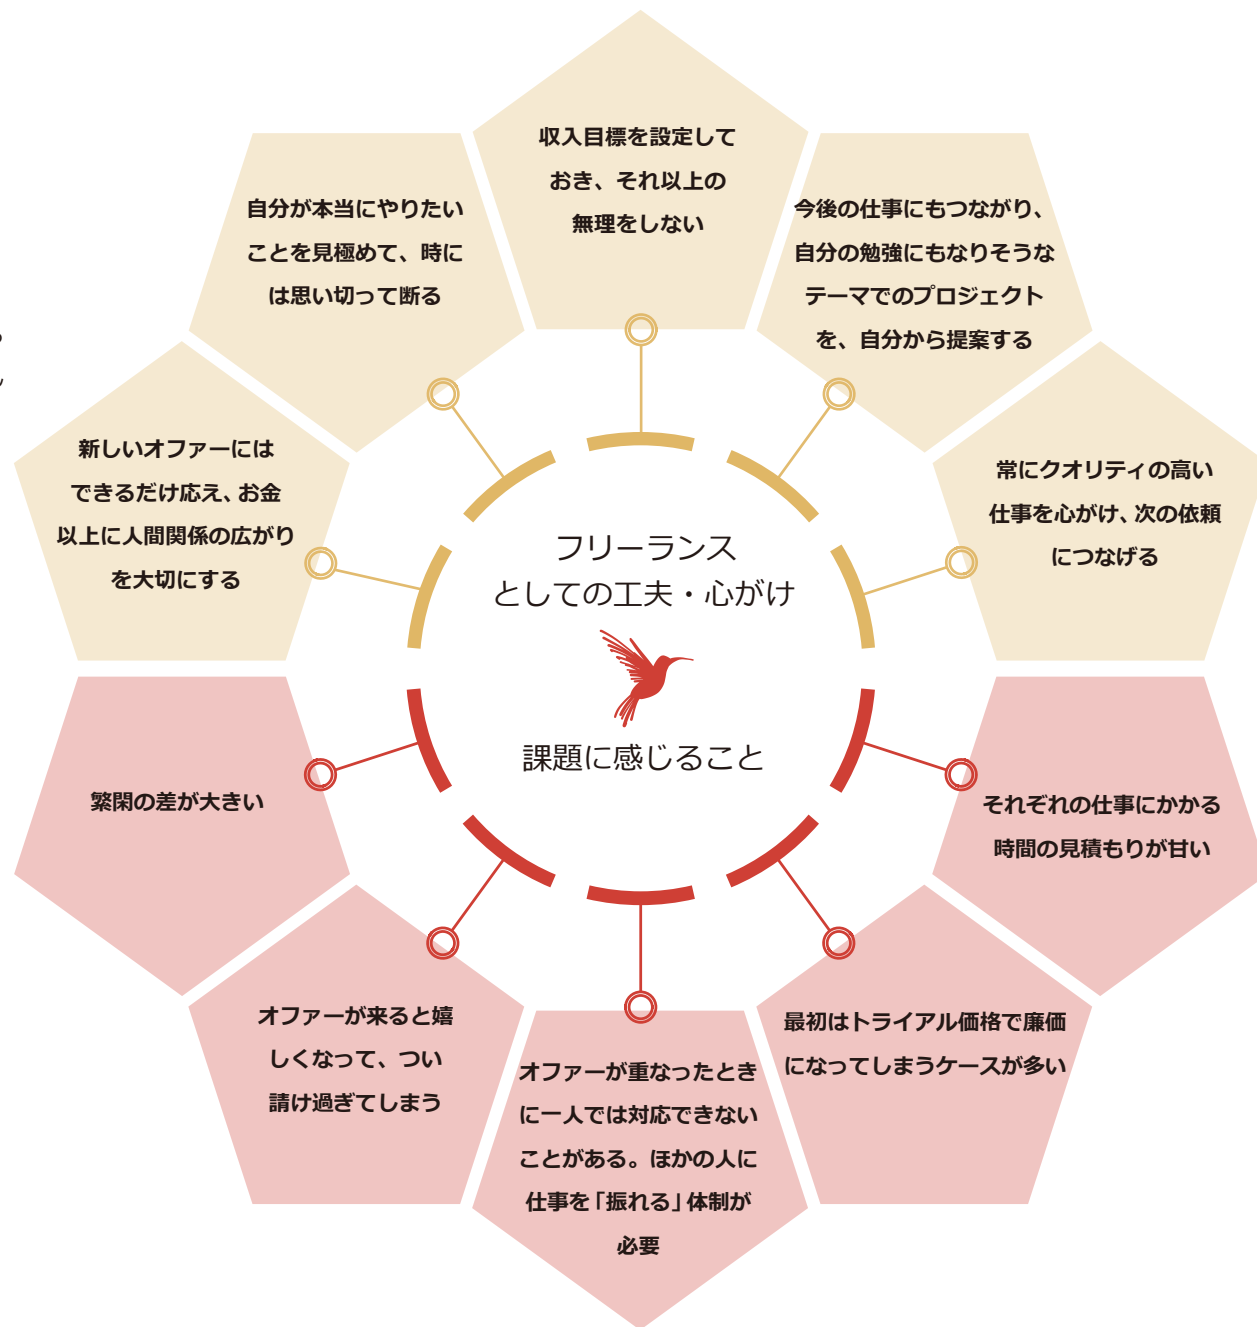 収入目標を設定して
おき、それ以上の
無理をしない
自分が本当にやりたい
ことを見極めて、時に
は思い切って断る
今後の仕事にもつながり、
自分の勉強にもなりそうな
テーマでのプロジェクト
を、自分から提案する
新しいオファーには
できるだけ応え、お金
以上に人間関係の広がり
を大切にする
常にクオリティの高い
仕事を心がけ、次の依頼
につなげる
フリーランス
としての工夫・心がけ
課題に感じること
繁閑の差が大きい
それぞれの仕事にかかる
時間の見積もりが甘い
オファーが来ると嬉
しくなって、つい
請け過ぎてしまう
オファーが重なったとき
に一人では対応できない
ことがある。ほかの人に
仕事を「振れる」体制が
必要
最初はトライアル価格で廉価
になってしまうケースが多い